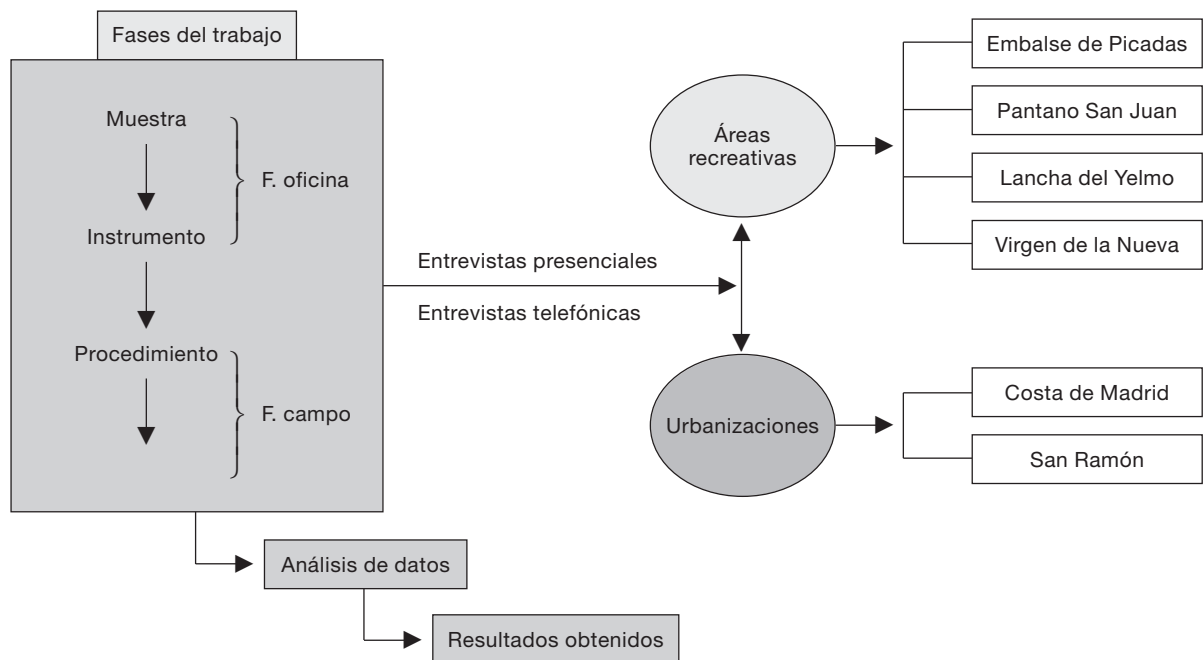 Fases del trabajo
Muestra
F. oficina
Instrumento
Procedimiento
F. campo
Entrevistas presenciales
Entrevistas telefónicas
Áreas
recreativas
Embalse de Picadas
Pantano San Juan
Lancha del Yelmo
Virgen de la Nueva
Urbanizaciones
Costa de Madrid
San Ramón
Análisis de datos
Resultados obtenidos